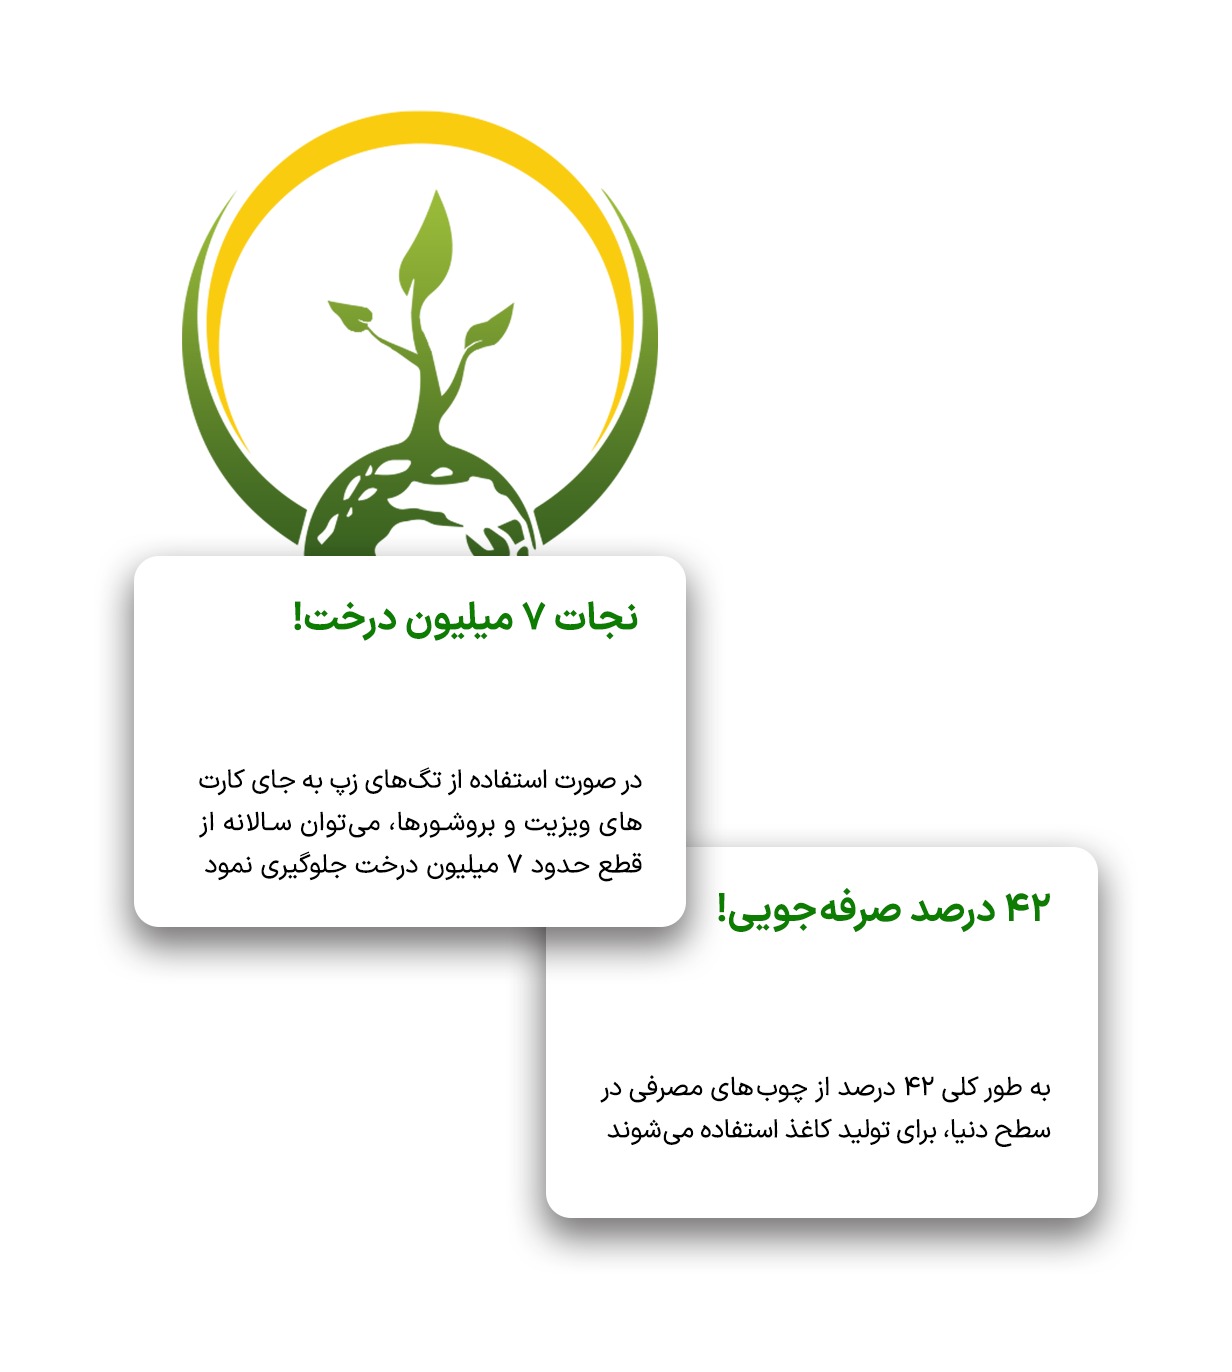 نجات ۷ میلیون درخت!
در صورت استفاده از تگ‌های زپ به جای کارت
های ویزیت و بروشورها، می‌توان سالانه از
قطع حدود ۷ میلیون درخت جلوگیری نمود
۴۲ درصد صرفه‌جویی!
به طور کلی ۴۲ درصد از چوب‌های مصرفی در
سطح دنیا، برای تولید کاغذ استفاده می‌شوند